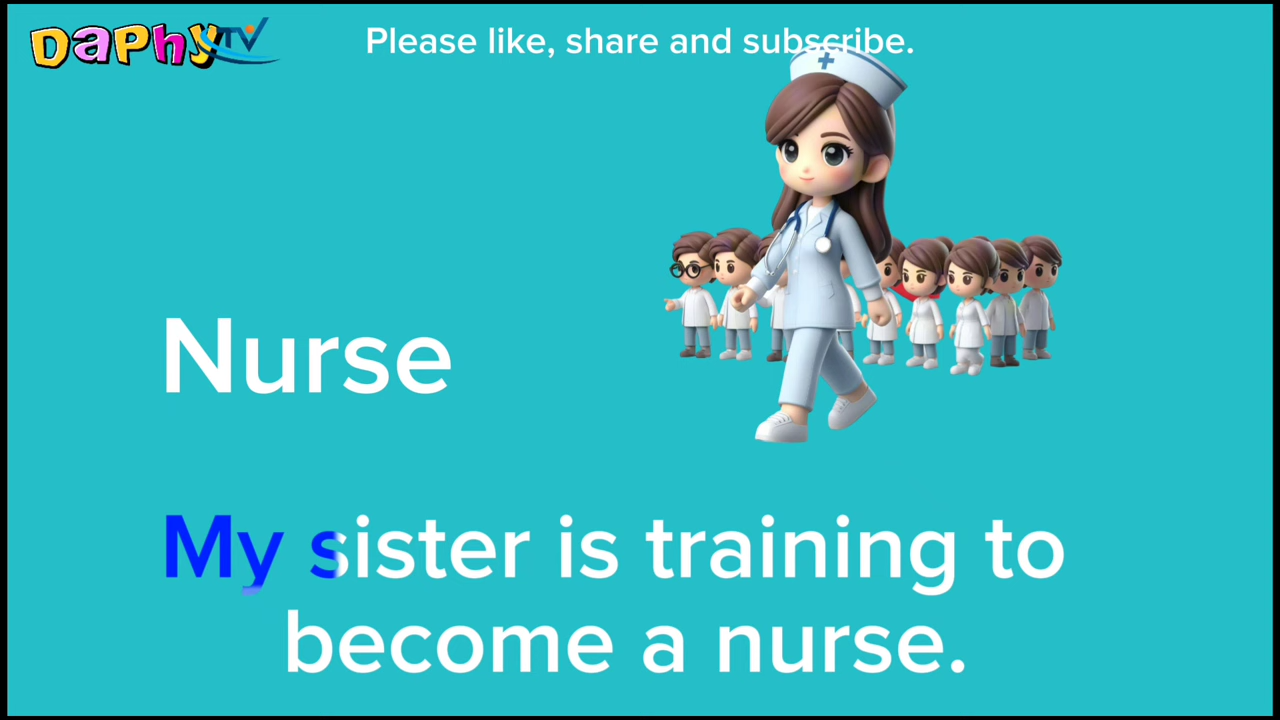 Daphy TV
Please like, share and subscribe.
Nurse
My sister is training to
become a nurse.